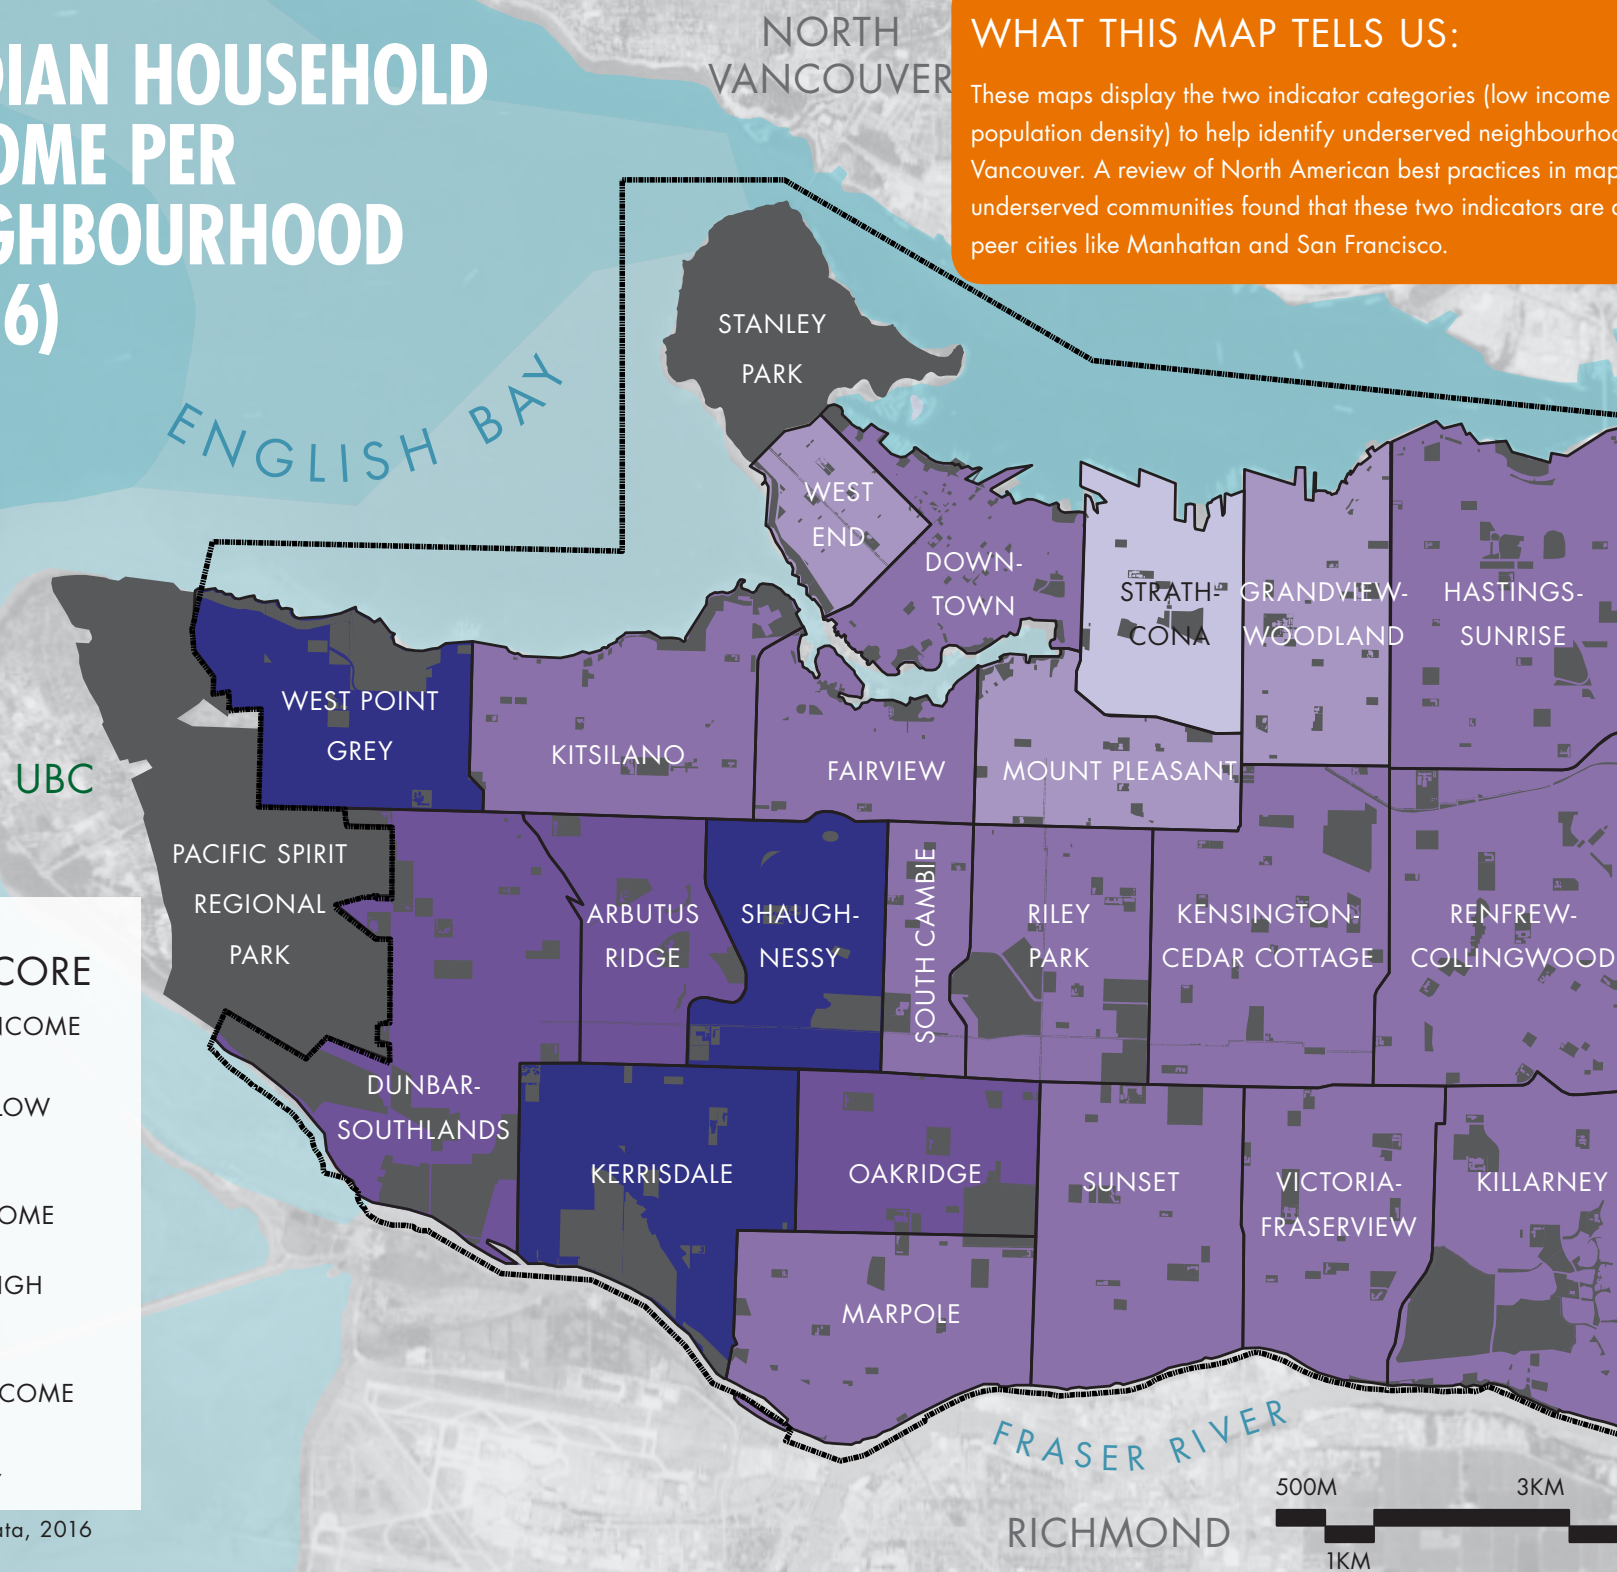 DIAN HOUSEHOLD
OME PER
GHBOURHOOD
6)
NORTH
VANCOUVER
WHAT THIS MAP TELLS US:
These maps display the two indicator categories (low income
population density) to help identify underserved neighbourhoo
Vancouver. A review of North American best practices in map
underserved communities found that these two indicators are
peer cities like Manhattan and San Francisco.
ENGLISH BAY
STANLEY
PARK
WEST
END
DOWN-
TOWN
STRATH-
CONA
GRANDVIEW-
WOODLAND
HASTINGS-
SUNRISE
WEST POINT
GREY
KITSILANO
FAIRVIEW
MOUNT PLEASANT
UBC
PACIFIC SPIRIT
REGIONAL
PARK
ARBUTUS
RIDGE
SHAUGH-
NESSY
SOUTH CAMBIE
RILEY
PARK
KENSINGTON-
CEDAR COTTAGE
RENFREW-
COLLINGWOOD
DUNBAR-
SOUTHLANDS
KERRISDALE
OAKRIDGE
SUNSET
VICTORIA-
FRASERVIEW
KILLARNEY
MARPOLE
CORE
NCOME
LOW
OME
IGH
COME
ata, 2016
FRASER RIVER
RICHMOND
500M
3KM
1KM